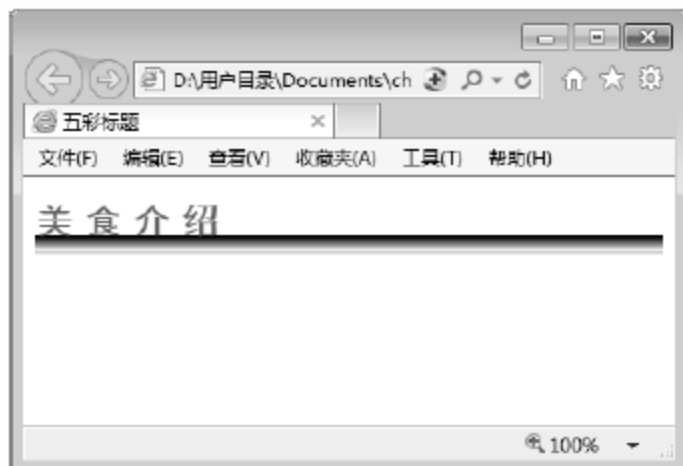 D:\用户目录\Documents\ch
五彩标题
文件(F) 编辑(E) 查看(V) 收藏夹(A) 工具(T) 帮助(H)
美食介绍
100%